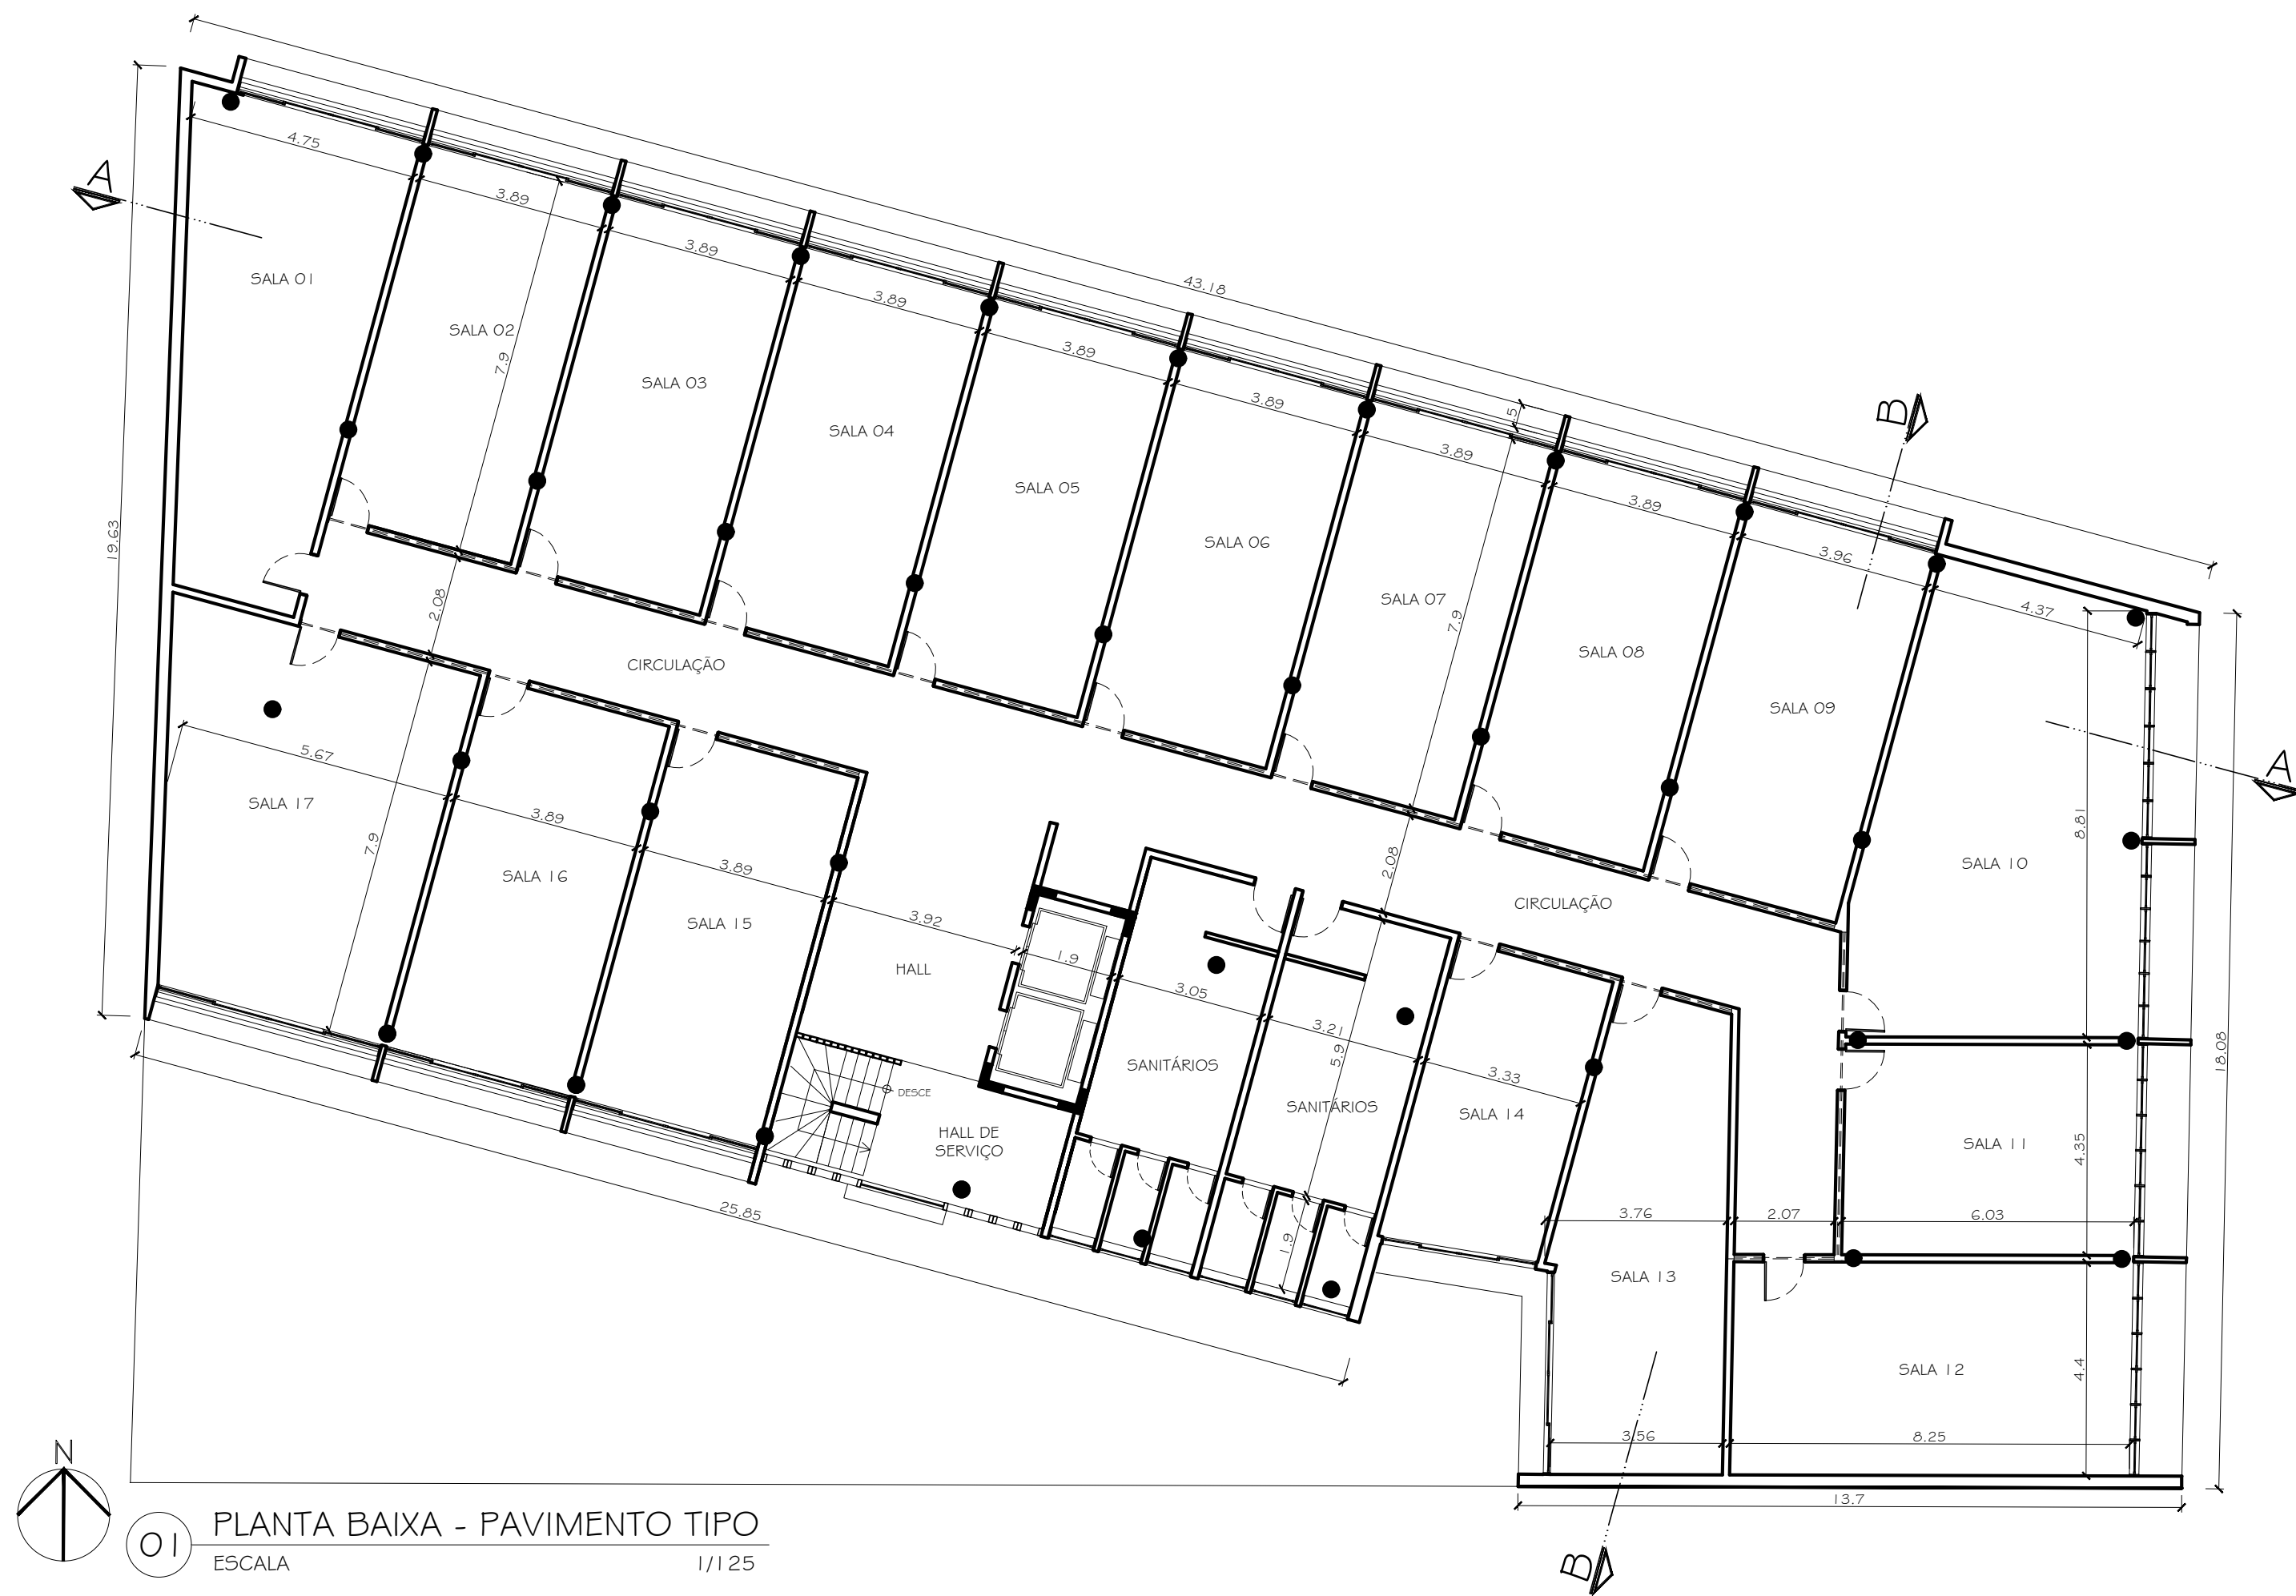 43.18
4.75
3.89
3.89
3.89
3.89
3.89
3.89
3.89
3.96
4.37
A
B
.5
SALA 01
SALA 02
7.9
SALA 03
SALA 04
SALA 05
SALA 06
SALA 07
7.9
SALA 08
SALA 09
SALA 10
8.81
A
19.63
2.08
CIRCULAÇÃO
2.08
CIRCULAÇÃO
18.08
5.67
3.89
3.89
3.92
1.9
3.05
3.21
3.33
SALA 17
7.9
SALA 16
SALA 15
HALL
SANITÁRIOS
5.9
SANITÁRIOS
SALA 14
DESCE
HALL DE
SERVIÇO
SALA 11
4.35
25.85
1.9
3.76
2.07
6.03
SALA 13
SALA 12
4.4
3.56
8.25
13.7
B
N
01
PLANTA BAIXA - PAVIMENTO TIPO
ESCALA
1/125